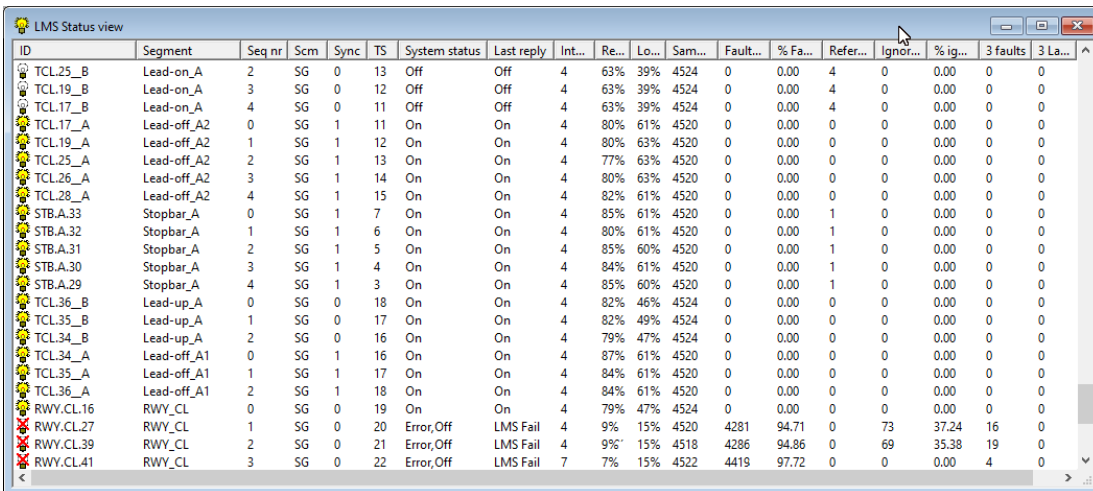 LMS Status view
ID Segment Seq nr Scm Sync TS System status Last reply Int... Re... Lo... Sam... Fault... % Fa... Refer... Ignor... % ig... 3 faults 3 La...
TCL.25__B Lead-on_A 2 SG 0 13 Off Off 4 63% 39% 4524 0 0.00 4 0 0.00 0 0
TCL.19__B Lead-on_A 3 SG 0 12 Off Off 4 63% 39% 4524 0 0.00 4 0 0.00 0 0
TCL.17__B Lead-on_A 4 SG 0 11 Off Off 4 63% 39% 4524 0 0.00 4 0 0.00 0 0
TCL.17__A Lead-off_A2 0 SG 1 11 On On 4 80% 61% 4520 0 0.00 0 0 0.00 0 0
TCL.19__A Lead-off_A2 1 SG 1 12 On On 4 80% 63% 4520 0 0.00 0 0 0.00 0 0
TCL.25__A Lead-off_A2 2 SG 1 13 On On 4 77% 63% 4520 0 0.00 0 0 0.00 0 0
TCL.26__A Lead-off_A2 3 SG 1 14 On On 4 80% 63% 4520 0 0.00 0 0 0.00 0 0
TCL.28__A Lead-off_A2 4 SG 1 15 On On 4 82% 61% 4520 0 0.00 0 0 0.00 0 0
STB.A.33 Stopbar_A 0 SG 1 7 On On 4 85% 61% 4520 0 0.00 1 0 0.00 0 0
STB.A.32 Stopbar_A 1 SG 1 6 On On 4 80% 61% 4520 0 0.00 1 0 0.00 0 0
STB.A.31 Stopbar_A 2 SG 1 5 On On 4 85% 60% 4520 0 0.00 1 0 0.00 0 0
STB.A.30 Stopbar_A 3 SG 1 4 On On 4 84% 61% 4520 0 0.00 1 0 0.00 0 0
STB.A.29 Stopbar_A 4 SG 1 3 On On 4 85% 60% 4520 0 0.00 1 0 0.00 0 0
TCL.36__B Lead-up_A 0 SG 0 18 On On 4 82% 46% 4524 0 0.00 0 0 0.00 0 0
TCL.35__B Lead-up_A 1 SG 0 17 On On 4 82% 49% 4524 0 0.00 0 0 0.00 0 0
TCL.34__B Lead-up_A 2 SG 0 16 On On 4 79% 47% 4524 0 0.00 0 0 0.00 0 0
TCL.34__A Lead-off_A1 0 SG 1 16 On On 4 87% 61% 4520 0 0.00 0 0 0.00 0 0
TCL.35__A Lead-off_A1 1 SG 1 17 On On 4 84% 61% 4520 0 0.00 0 0 0.00 0 0
TCL.36__A Lead-off_A1 2 SG 1 18 On On 4 84% 61% 4520 0 0.00 0 0 0.00 0 0
RWY.CL.16 RWY_CL 0 SG 0 19 On On 4 79% 47% 4524 0 0.00 0 0 0.00 0 0
RWY.CL.27 RWY_CL 1 SG 0 20 Error,Off LMS Fail 4 9% 15% 4520 4281 94.71 0 73 37.24 16 0
RWY.CL.39 RWY_CL 2 SG 0 21 Error,Off LMS Fail 4 9% 15% 4518 4286 94.86 0 69 35.38 19 0
RWY.CL.41 RWY_CL 3 SG 0 22 Error,Off LMS Fail 7 7% 15% 4522 4419 97.72 0 0 0.00 4 0